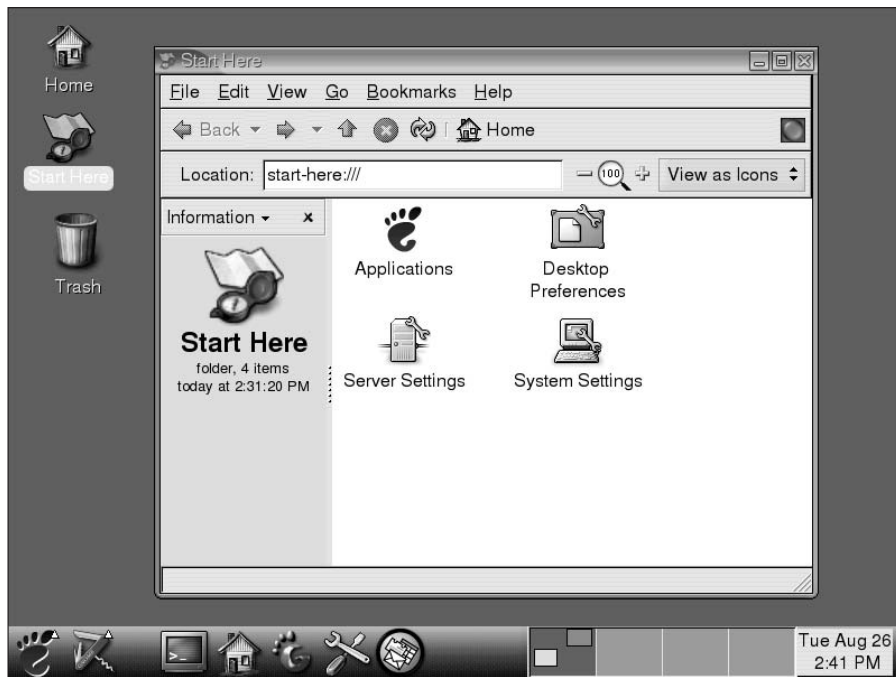 Home
Start Here
Trash
Start Here
File Edit View Go Bookmarks Help
Back Home
Location: start-here:/// 100 View as Icons
Information x
Start Here
folder, 4 items
today at 2:31:20 PM
Applications
Desktop
Preferences
Server Settings
System Settings
>_
Tue Aug 26
2:41 PM